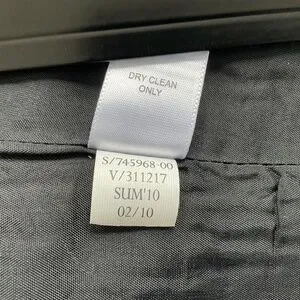 DRY CLEAN
ONLY
S/745968-00
V/311217
SUM'10
02/10